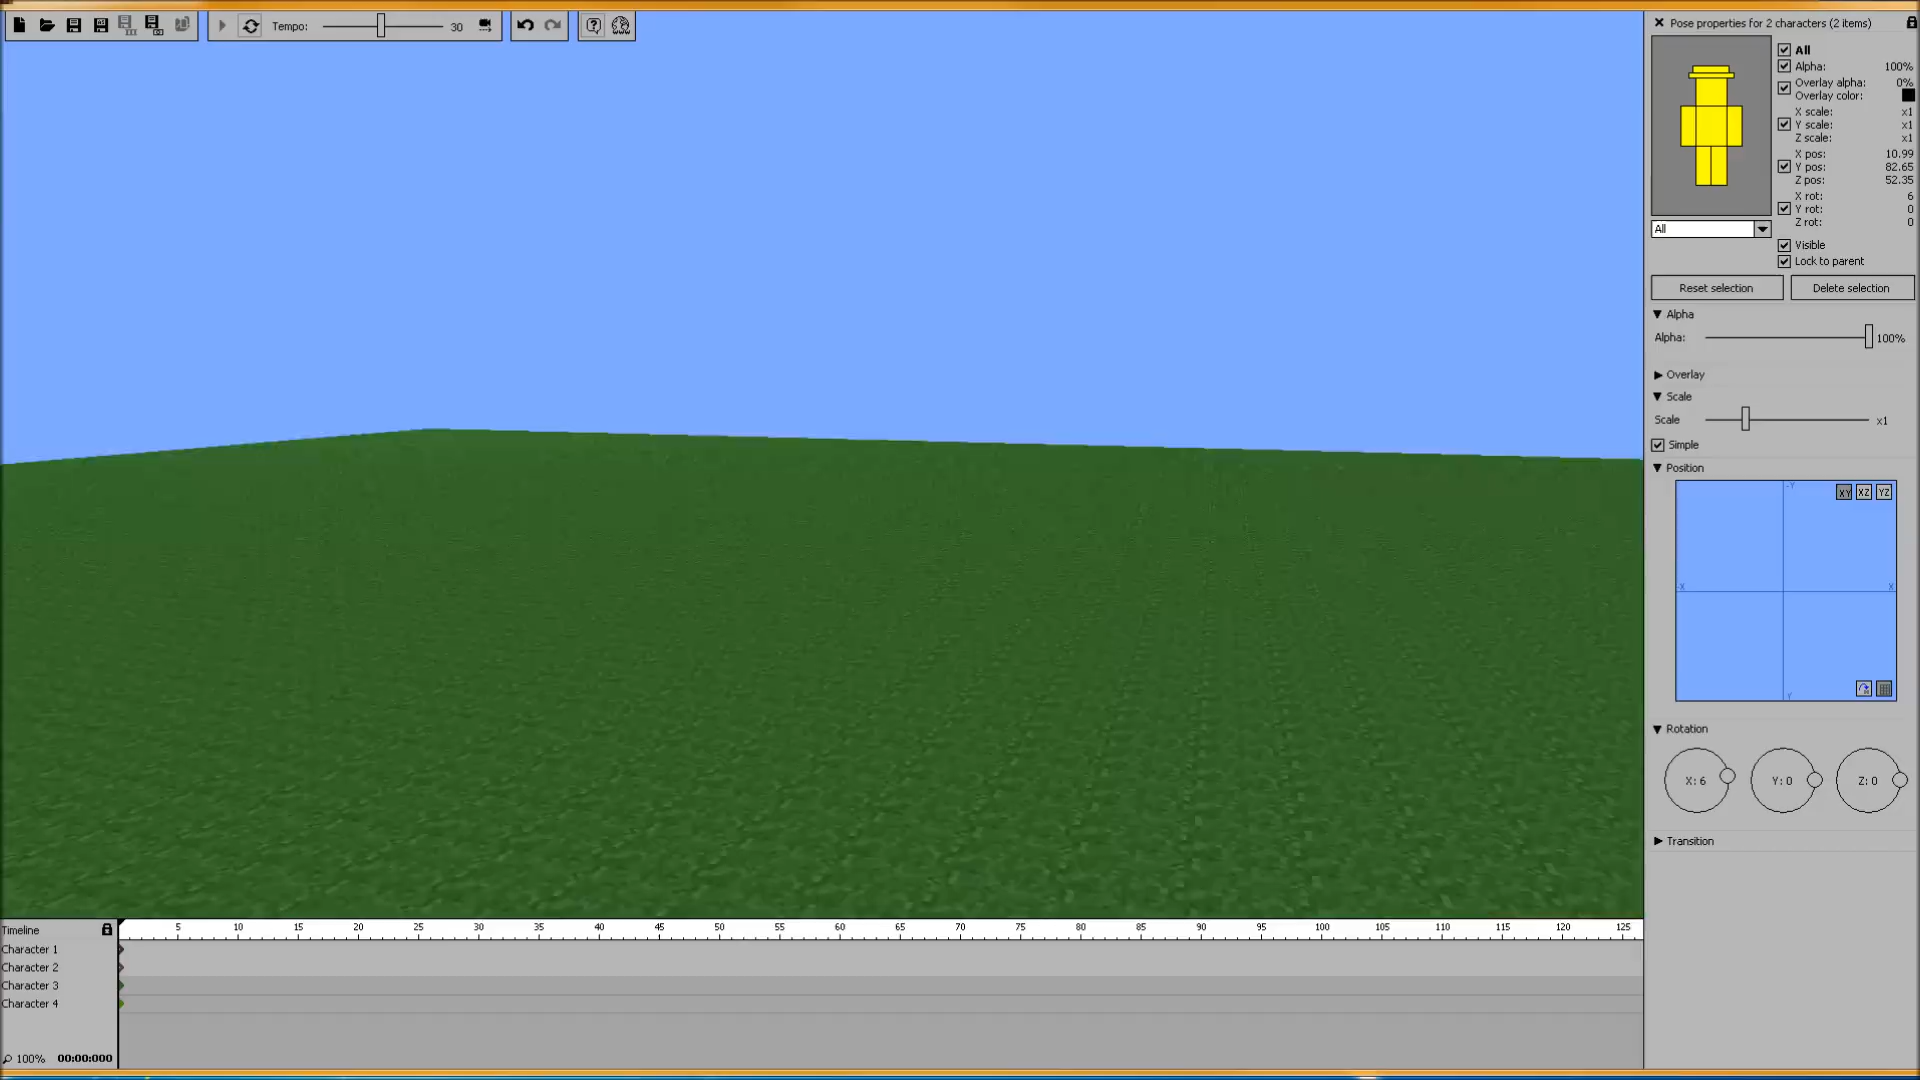 Tempo:
30
Pose properties for 2 characters (2 items)
All
Alpha:
100%
Overlay alpha:
0%
Overlay color:
X scale:
x1
Y scale:
x1
Z scale:
x1
X pos:
10.99
Y pos:
82.65
Z pos:
52.35
X rot:
6
Y rot:
0
Z rot:
0
All
Visible
Lock to parent
Reset selection
Delete selection
Alpha
Alpha:
100%
Overlay
Scale
Scale
x1
Simple
Position
-Y
XY
XZ
YZ
-X
X
Y
Rotation
X: 6
Y: 0
Z: 0
Transition
Timeline
5 10 15 20 25 30 35 40 45 50 55 60 65 70 75 80 85 90 95 100 105 110 115 120 125
Character 1
Character 2
Character 3
Character 4
100%
00:00:000